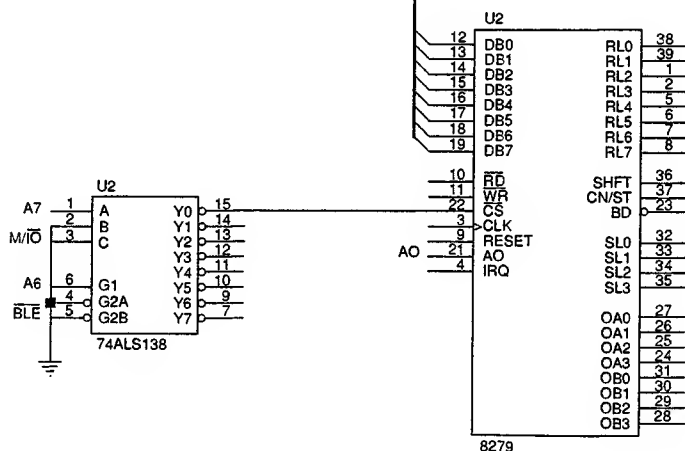 U2
12 DB0 RL0 38
13 DB1 RL1 39
14 DB2 RL2 1
15 DB3 RL3 2
16 DB4 RL4 5
17 DB5 RL5 6
18 DB6 RL6 7
19 DB7 RL7 8
10 RD SHFT 36
11 WR CN/ST 37
22 CS BD 23
3 CLK
9 RESET SL0 32
AO 21 AO SL1 33
4 IRQ SL2 34
SL3 35
OA0 27
OA1 26
OA2 25
OA3 24
OB0 31
OB1 30
OB2 29
OB3 28
8279
U2
A7 1 A Y0 15
2 B Y1 14
M/IO 3 C Y2 13
Y3 12
Y4 11
A6 6 G1 Y5 10
4 G2A Y6 9
BLE 5 G2B Y7 7
74ALS138